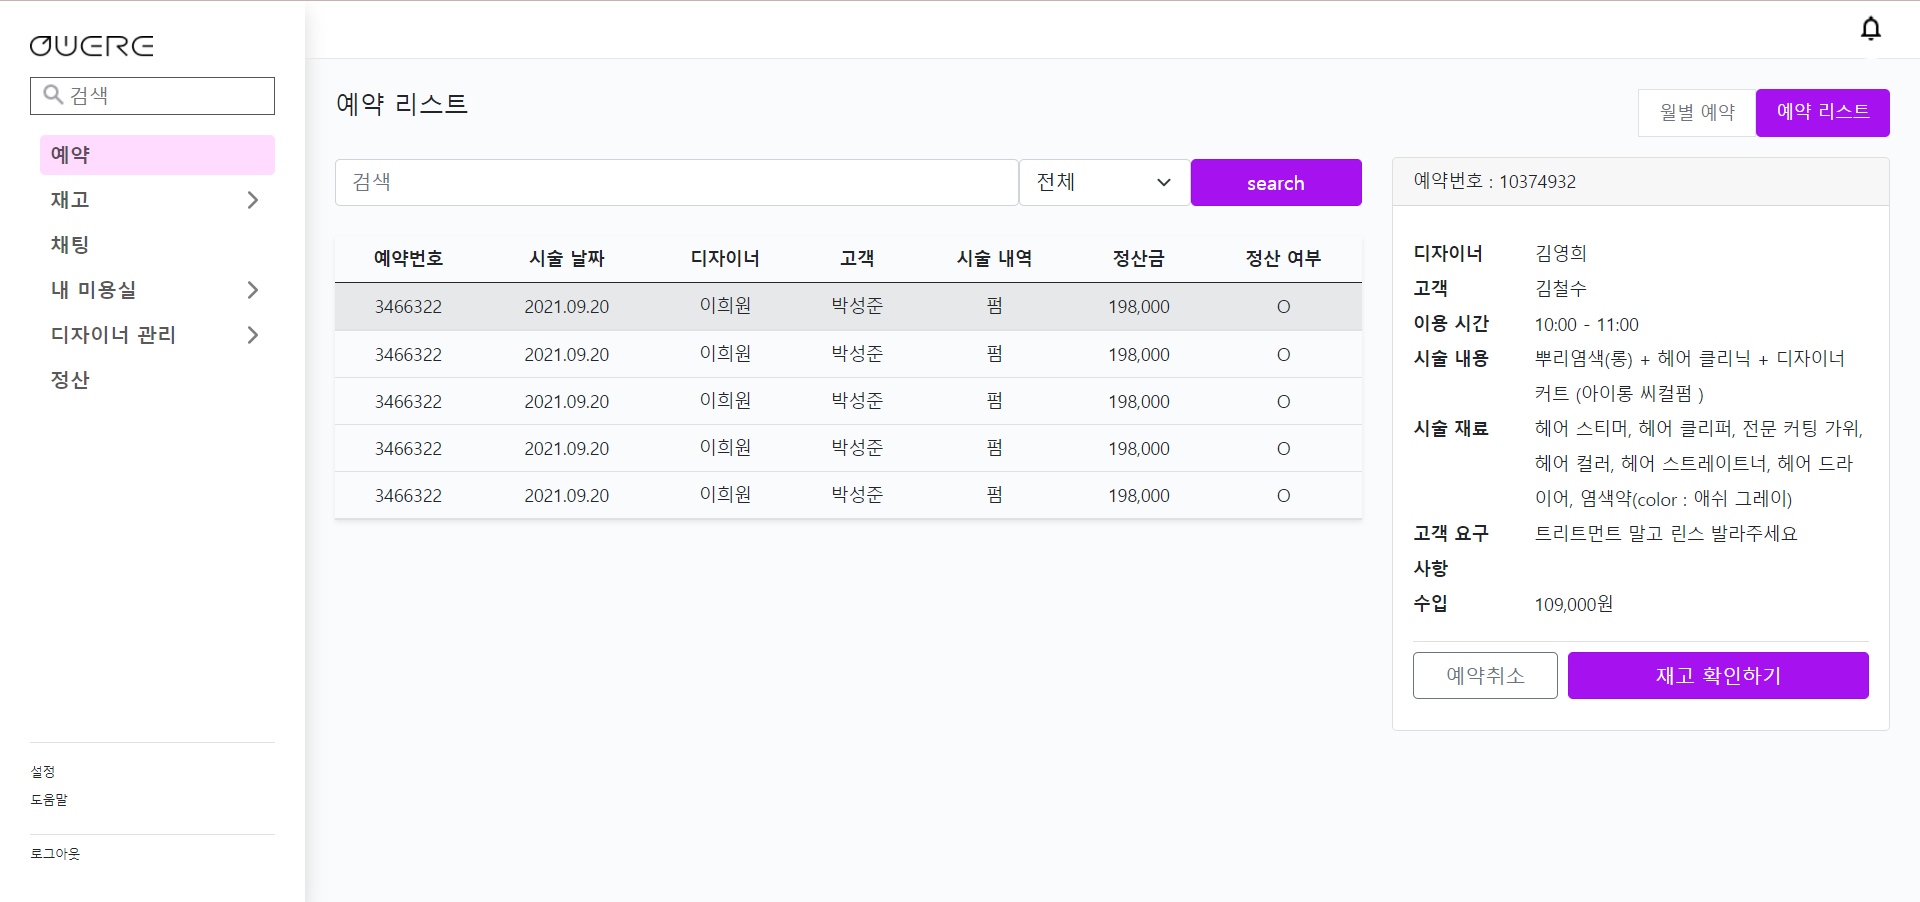 OWERE
검색
예약
재고
채팅
내 미용실
디자이너 관리
정산
설정
도움말
로그아웃
예약 리스트
월별 예약 예약 리스트
검색 전체 search
예약번호 시술 날짜 디자이너 고객 시술 내역 정산금 정산 여부
3466322 2021.09.20 이희원 박성준 펌 198,000 O
3466322 2021.09.20 이희원 박성준 펌 198,000 O
3466322 2021.09.20 이희원 박성준 펌 198,000 O
3466322 2021.09.20 이희원 박성준 펌 198,000 O
3466322 2021.09.20 이희원 박성준 펌 198,000 O
예약번호 : 10374932
디자이너 김영희
고객 김철수
이용 시간 10:00 - 11:00
시술 내용 뿌리염색(롱) + 헤어 클리닉 + 디자이너
커트 (아이롱 씨컬펌 )
시술 재료 헤어 스티머, 헤어 클리퍼, 전문 커팅 가위,
헤어 컬러, 헤어 스트레이트너, 헤어 드라
이어, 염색약(color : 애쉬 그레이)
고객 요구 트리트먼트 말고 린스 발라주세요
사항
수입 109,000원
예약취소 재고 확인하기